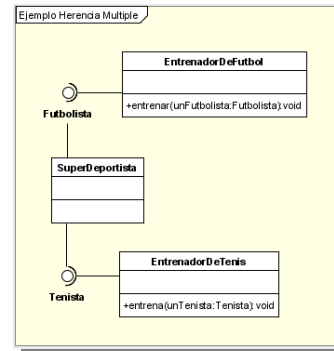 Ejemplo Herencia Multiple
EntrenadorDeFutbol
+entrenar(unFutbolista:Futbolista):void
Futbolista
SuperDeportista
EntrenadorDeTenis
+entrena(unTenista:Tenista): void
Tenista